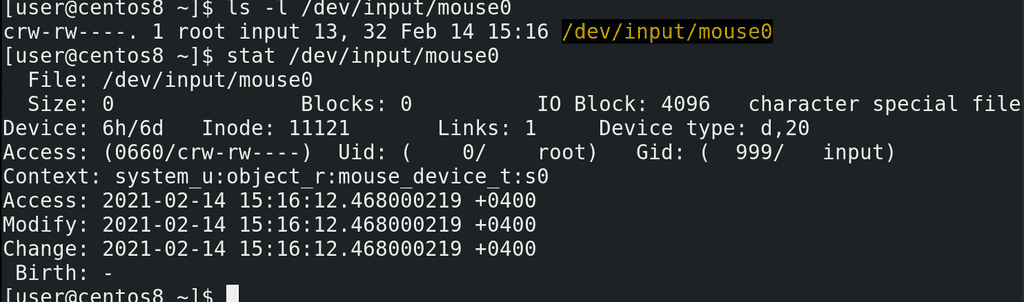 [user@centos8 ~]$ ls -l /dev/input/mouse0
crw-rw----. 1 root input 13, 32 Feb 14 15:16 /dev/input/mouse0
[user@centos8 ~]$ stat /dev/input/mouse0
  File: /dev/input/mouse0
  Size: 0               Blocks: 0          IO Block: 4096   character special file
Device: 6h/6d   Inode: 11121       Links: 1     Device type: d,20
Access: (0660/crw-rw----)  Uid: (    0/    root)   Gid: (  999/   input)
Context: system_u:object_r:mouse_device_t:s0
Access: 2021-02-14 15:16:12.468000219 +0400
Modify: 2021-02-14 15:16:12.468000219 +0400
Change: 2021-02-14 15:16:12.468000219 +0400
 Birth: -
[user@centos8 ~]$